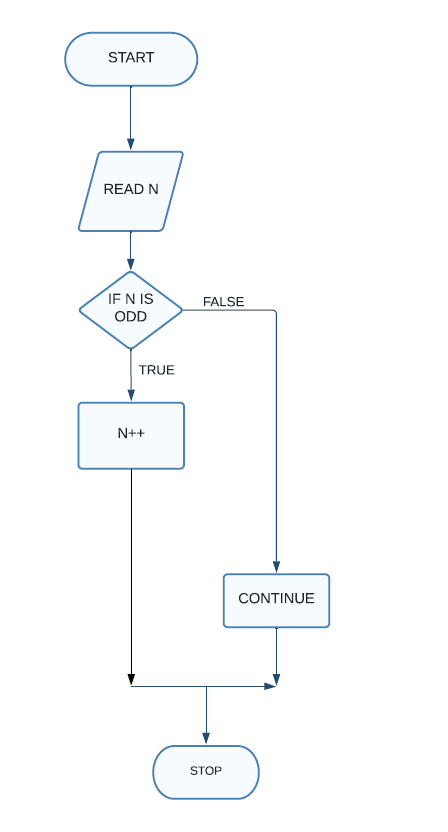 START
READ N
IF N IS
ODD
FALSE
TRUE
N++
CONTINUE
STOP